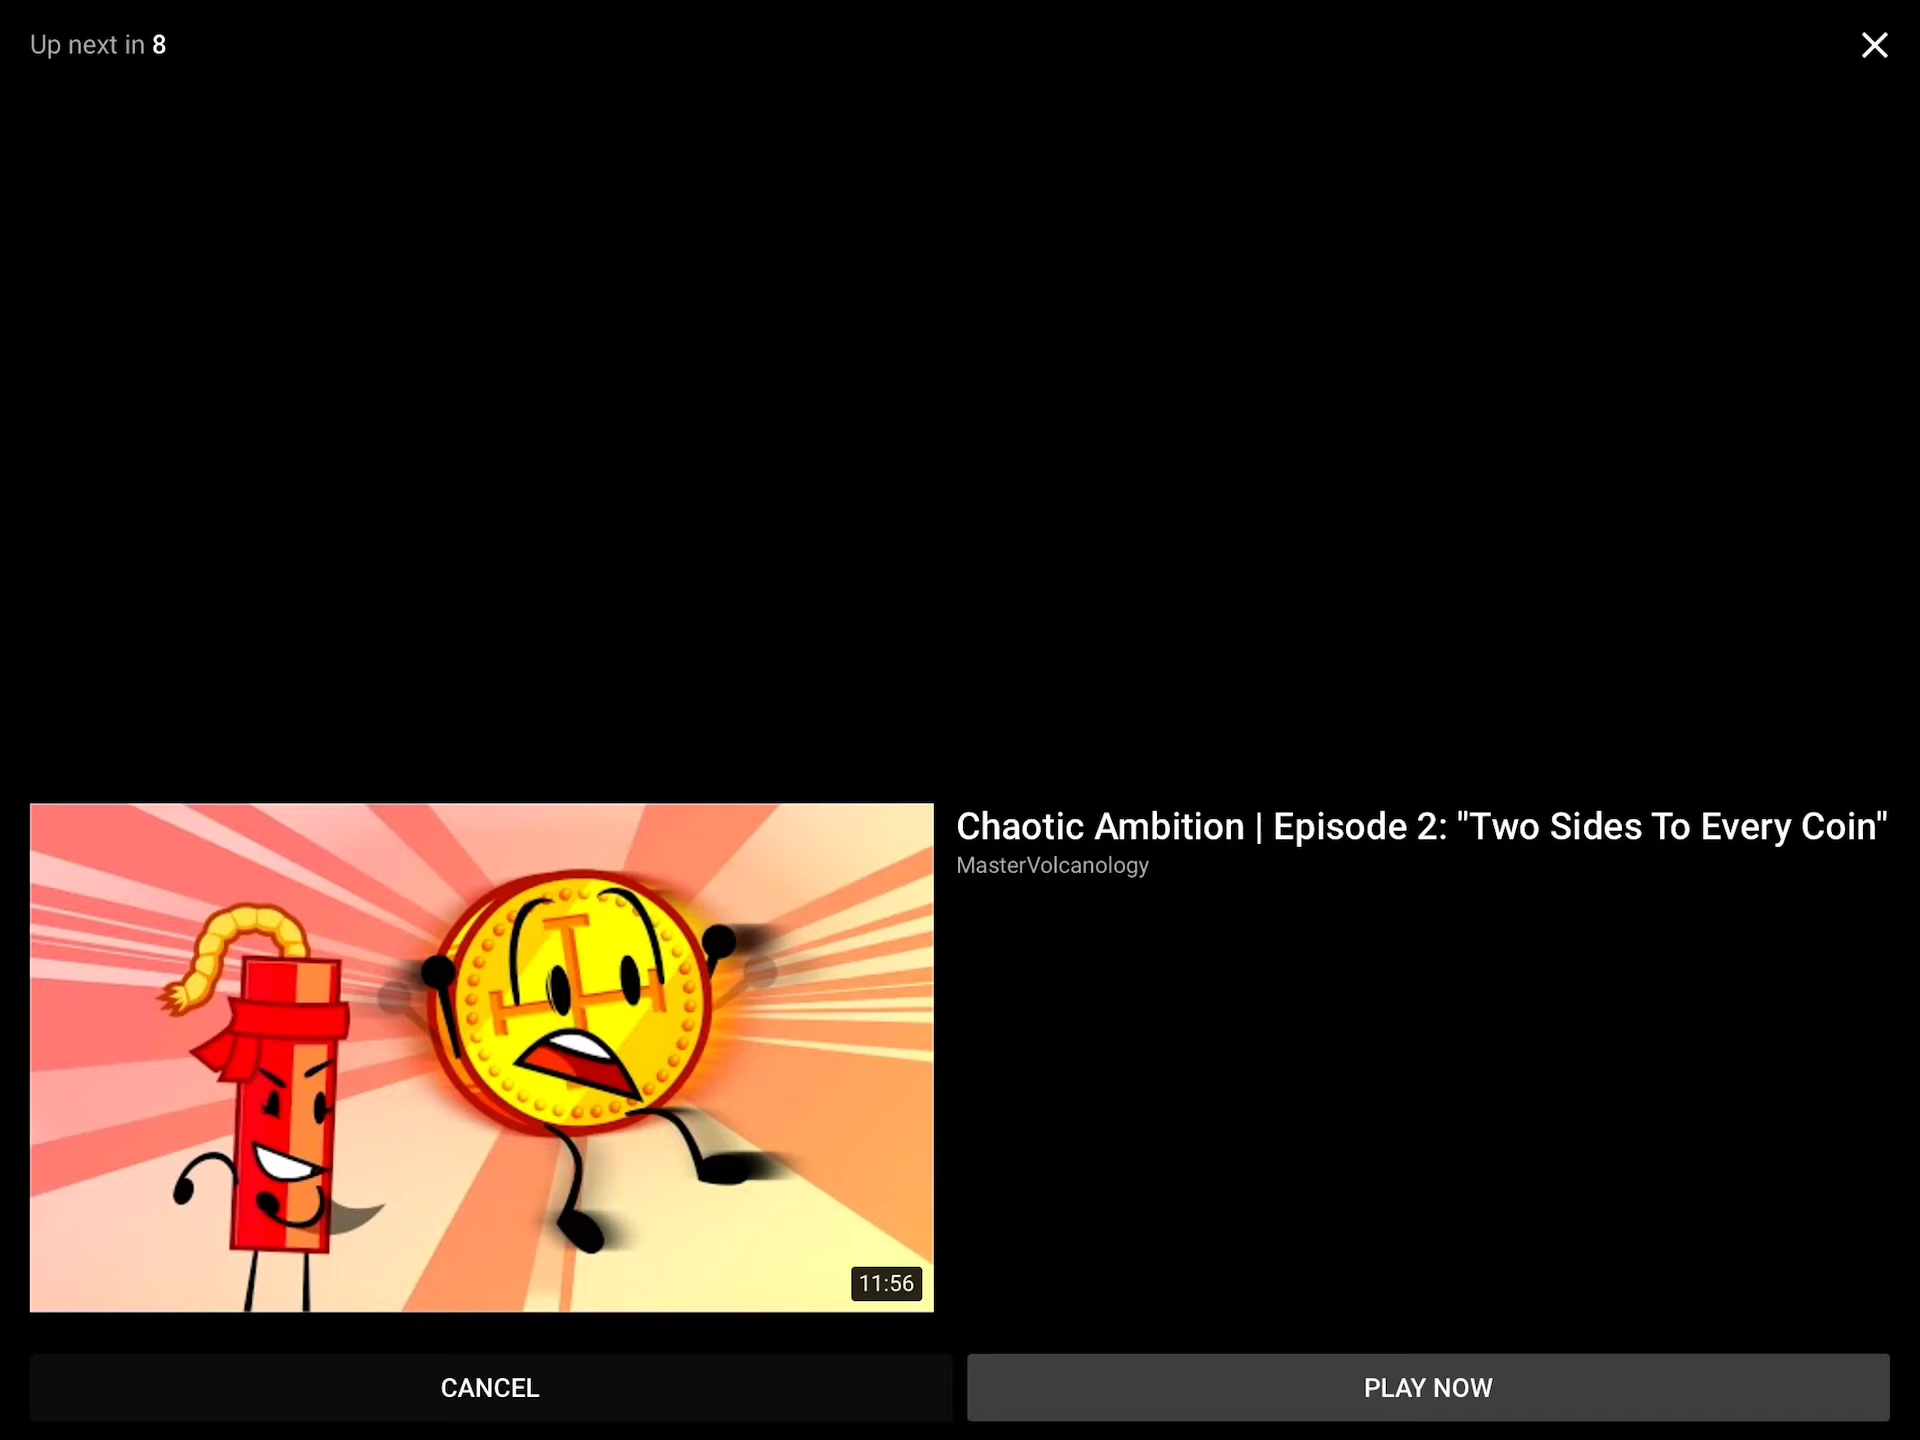 Up next in 8
Chaotic Ambition | Episode 2: "Two Sides To Every Coin"
MasterVolcanology
11:56
CANCEL
PLAY NOW